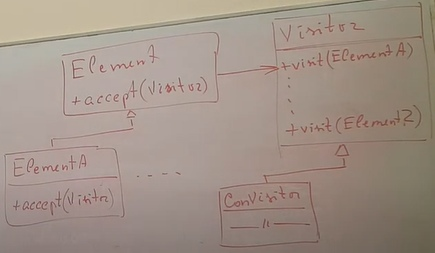 Visitor
Element
+accept(Visitor)
+visit(ElementA)
+visit(ElementZ)
ElementA
+accept(Visitor)
ConVisitor
—"—